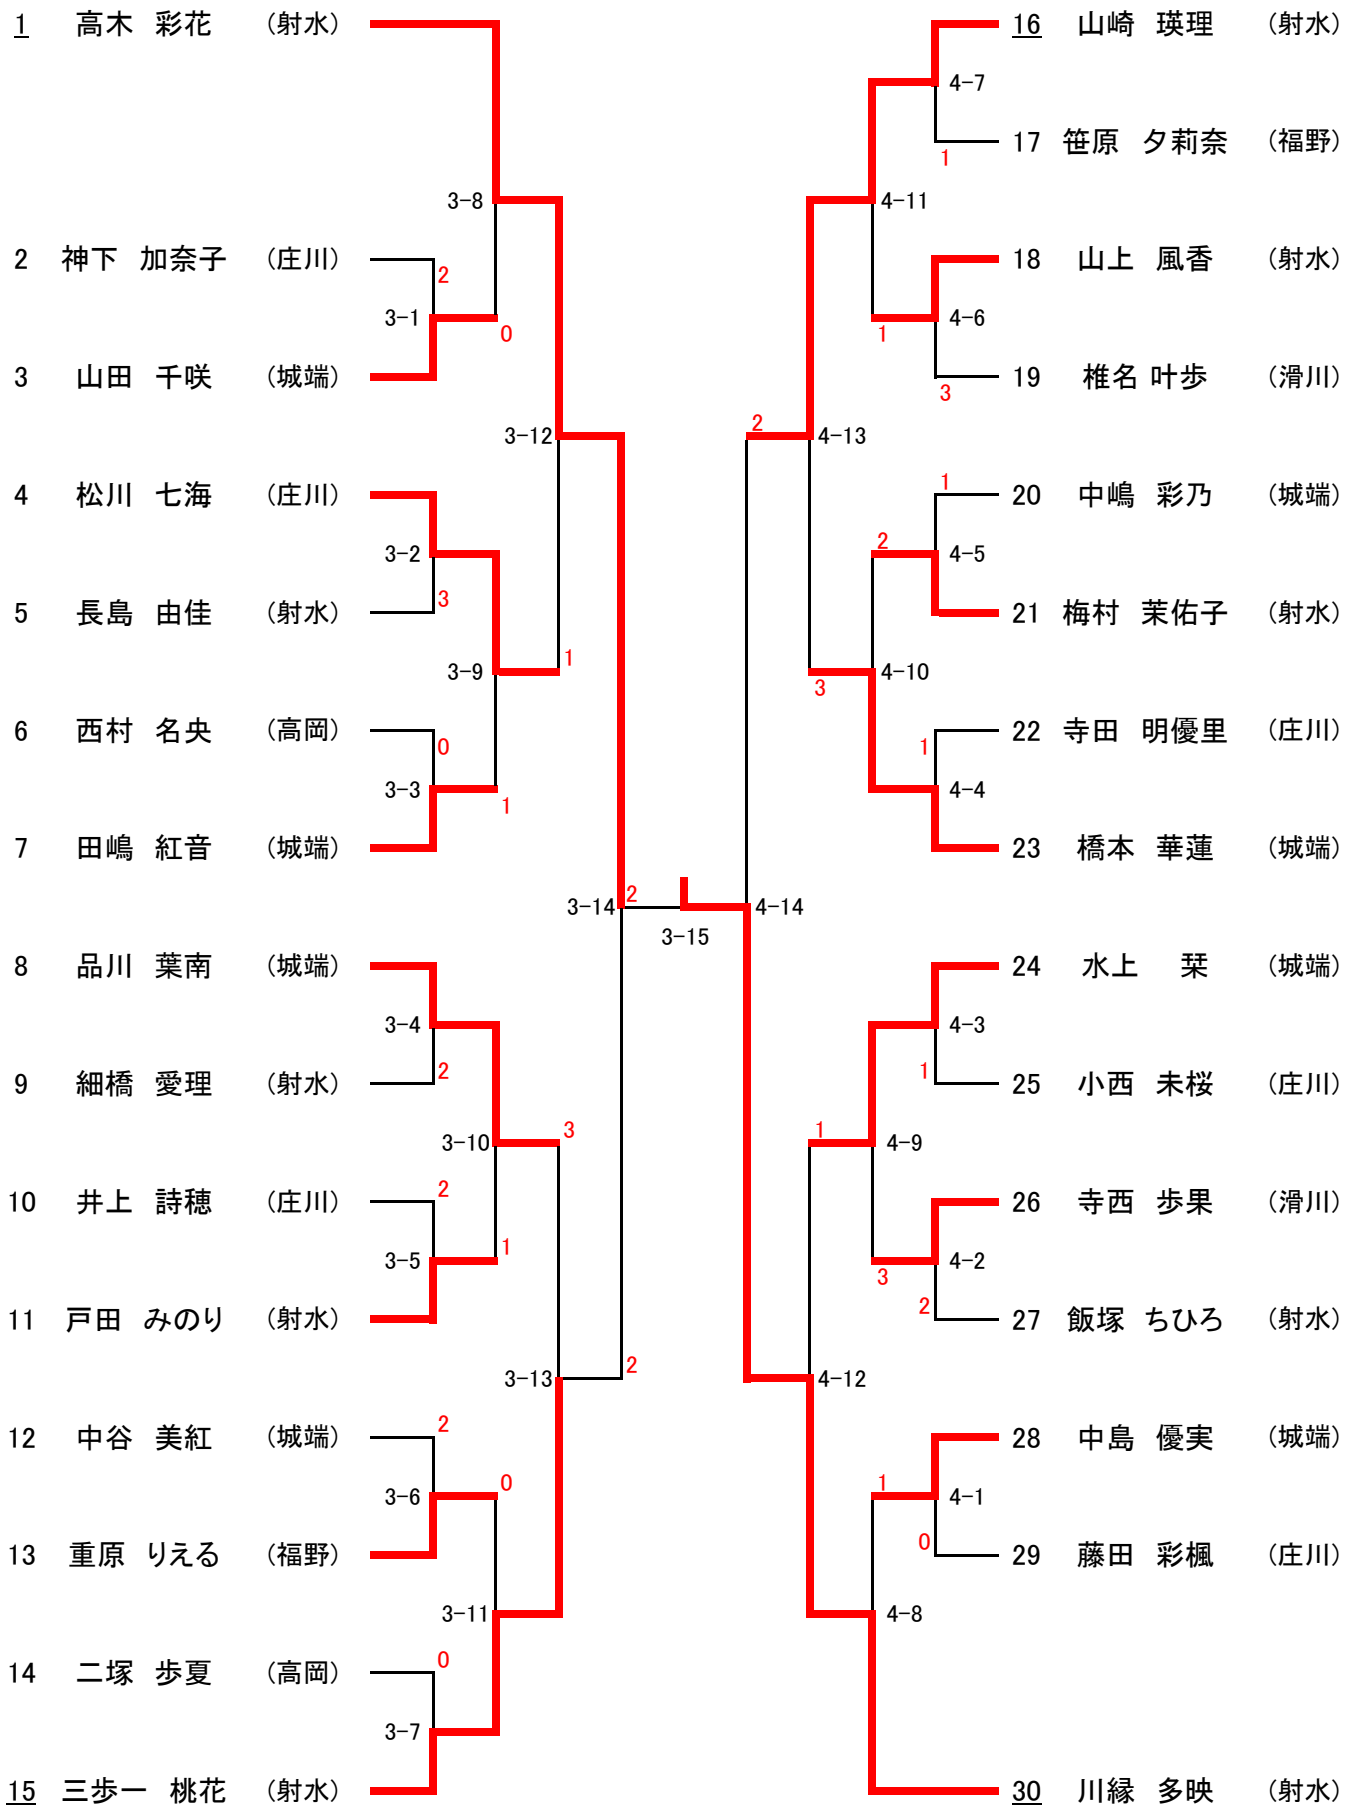 1 高木 彩花 (射水)
3-8
2 神下 加奈子 (庄川)
2
3-1
0
3 山田 千咲 (城端)
3-12
4 松川 七海 (庄川)
3-2
3
5 長島 由佳 (射水)
3-9
1
6 西村 名央 (高岡)
0
3-3
1
7 田嶋 紅音 (城端)
3-14
2
3-15
8 品川 葉南 (城端)
3-4
2
9 細橋 愛理 (射水)
3-10
3
10 井上 詩穂 (庄川)
2
3-5
1
11 戸田 みのり (射水)
3-13
2
12 中谷 美紅 (城端)
2
3-6
0
13 重原 りえる (福野)
3-11
14 二塚 歩夏 (高岡)
0
3-7
15 三歩一 桃花 (射水)
16 山崎 瑛理 (射水)
4-7
1
17 笹原 夕莉奈 (福野)
4-11
18 山上 風香 (射水)
1
4-6
3
19 椎名 叶歩 (滑川)
2
4-13
20 中嶋 彩乃 (城端)
1
2
4-5
21 梅村 茉佑子 (射水)
3
4-10
22 寺田 明優里 (庄川)
1
4-4
23 橋本 華蓮 (城端)
4-14
24 水上 栞 (城端)
4-3
1
25 小西 未桜 (庄川)
1
4-9
26 寺西 歩果 (滑川)
3
4-2
2
27 飯塚 ちひろ (射水)
4-12
28 中島 優実 (城端)
1
4-1
0
29 藤田 彩楓 (庄川)
4-8
30 川縁 多映 (射水)